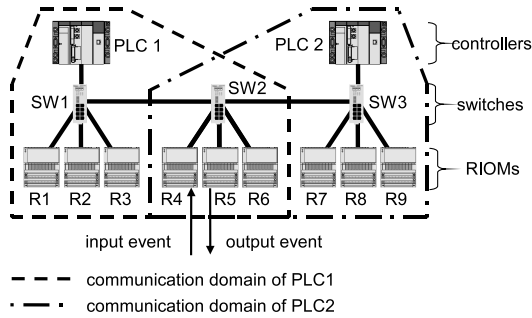 PLC 1
PLC 2
controllers
SW1
SW2
SW3
switches
R1 R2 R3 R4 R5 R6 R7 R8 R9
RIOMs
input event
output event
communication domain of PLC1
communication domain of PLC2